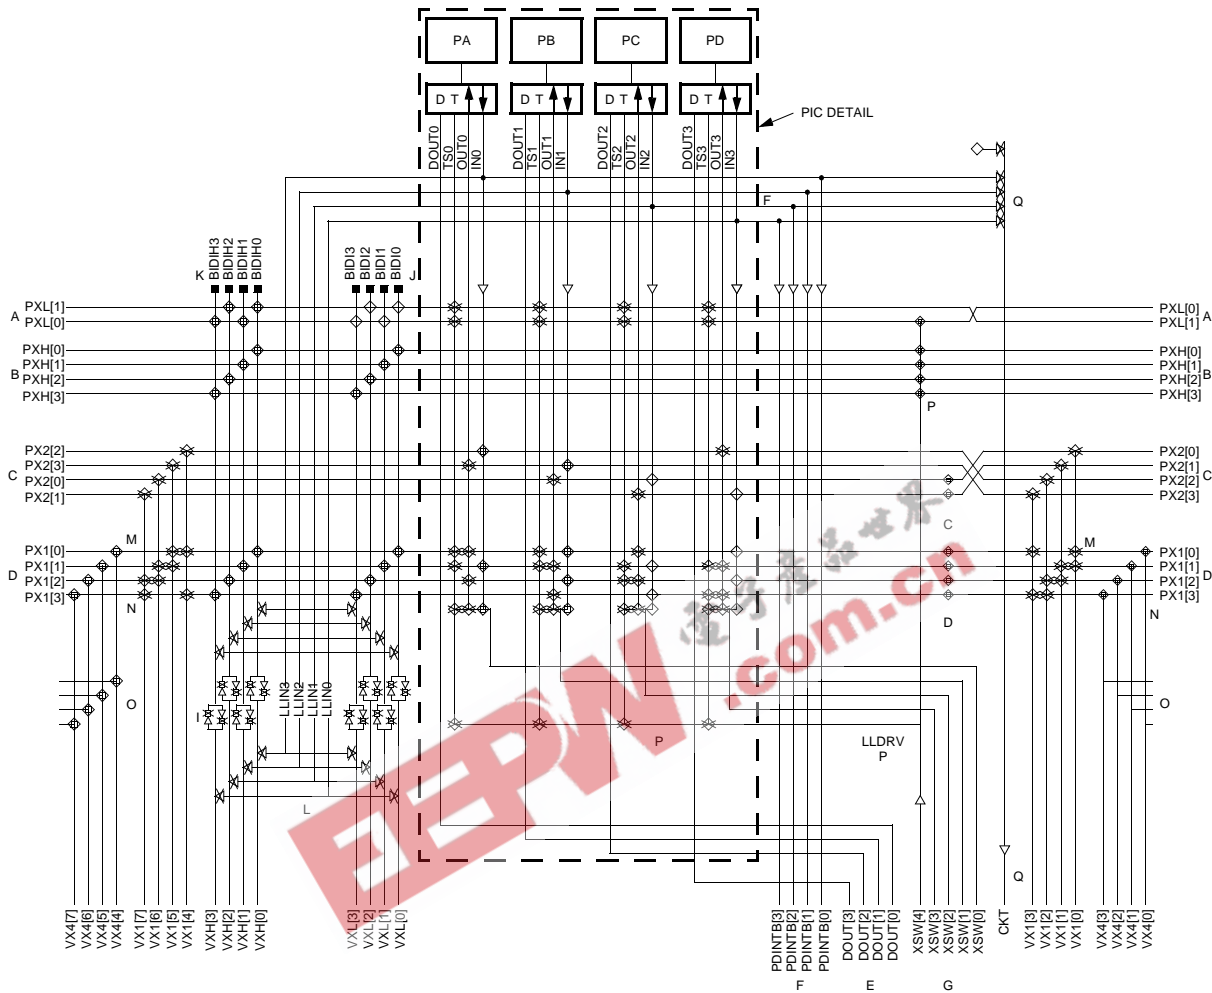 PA PB PC PD
D T D T D T D T
PIC DETAIL
DOUT0 TS0 OUT0 IN0 DOUT1 TS1 OUT1 IN1 DOUT2 TS2 OUT2 IN2 DOUT3 TS3 OUT3 IN3
F Q
K BIDIH3 BIDIH2 BIDIH1 BIDIH0 BIDI3 BIDI2 BIDI1 BIDI0 J
PXL[1] PXL[0]
A PXL[0] PXL[1] A
PXH[0] PXH[0]
PXH[1] PXH[1]
B PXH[2] PXH[2] B
PXH[3] PXH[3]
P
PX2[2] PX2[0]
PX2[3] PX2[1]
C PX2[0] PX2[2] C
PX2[1] PX2[3]
電子産品世界
C
M M
PX1[0] PX1[0]
PX1[1] PX1[1]
D PX1[2] PX1[2] D
PX1[3] PX1[3]
N D N
EEPW.com.cn
O O
I LLIN3 LLIN2 LLIN1 LLIN0
P LLDRV
P
L
Q
VX4[7] VX4[6] VX4[5] VX4[4] VX1[7] VX1[6] VX1[5] VX1[4] VXH[3] VXH[2] VXH[1] VXH[0] VXL[3] VXL[2] VXL[1] VXL[0] PDINTB[3] PDINTB[2] PDINTB[1] PDINTB[0] DOUT[3] DOUT[2] DOUT[1] DOUT[0] XSW[4] XSW[3] XSW[2] XSW[1] XSW[0] CKT VX1[3] VX1[2] VX1[1] VX1[0] VX4[3] VX4[2] VX4[1] VX4[0]
F E G